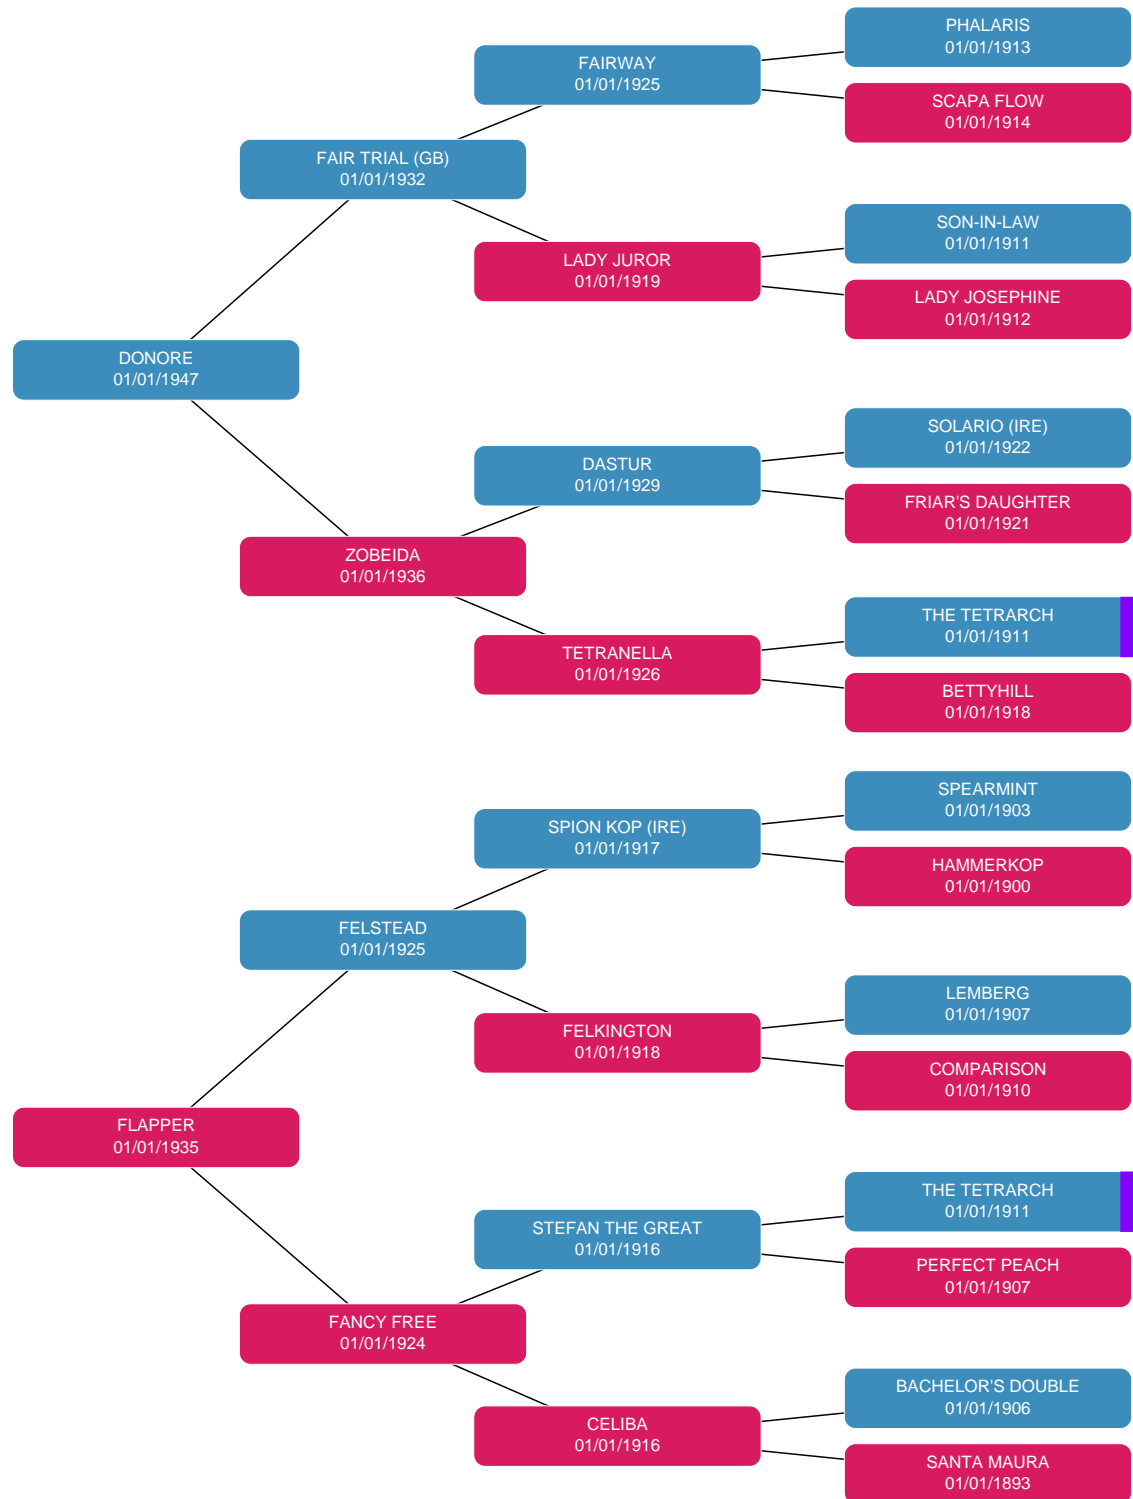 PHALARIS
01/01/1913
FAIRWAY
01/01/1925
SCAPA FLOW
01/01/1914
FAIR TRIAL (GB)
01/01/1932
SON-IN-LAW
01/01/1911
LADY JUROR
01/01/1919
LADY JOSEPHINE
01/01/1912
DONORE
01/01/1947
SOLARIO (IRE)
01/01/1922
DASTUR
01/01/1929
FRIAR'S DAUGHTER
01/01/1921
ZOBEIDA
01/01/1936
THE TETRARCH
01/01/1911
TETRANELLA
01/01/1926
BETTYHILL
01/01/1918
SPEARMINT
01/01/1903
SPION KOP (IRE)
01/01/1917
HAMMERKOP
01/01/1900
FELSTEAD
01/01/1925
LEMBERG
01/01/1907
FELKINGTON
01/01/1918
COMPARISON
01/01/1910
FLAPPER
01/01/1935
THE TETRARCH
01/01/1911
STEFAN THE GREAT
01/01/1916
PERFECT PEACH
01/01/1907
FANCY FREE
01/01/1924
BACHELOR'S DOUBLE
01/01/1906
CELIBA
01/01/1916
SANTA MAURA
01/01/1893